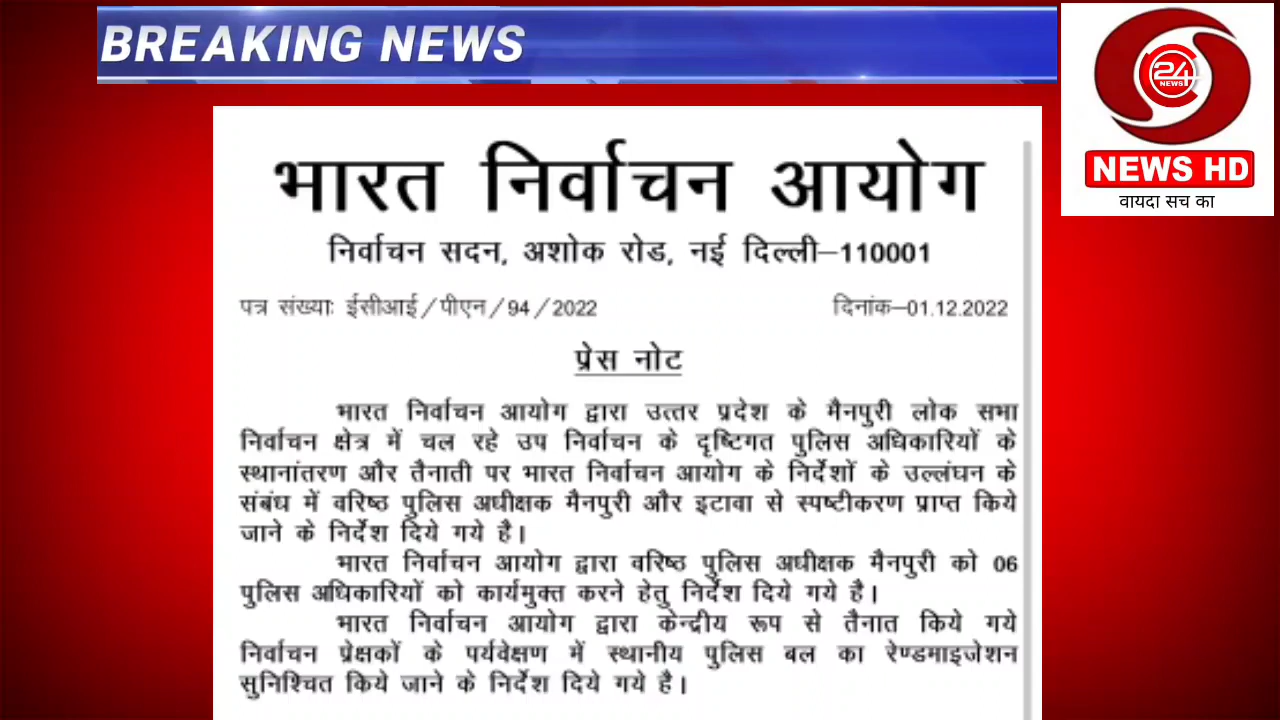 BREAKING NEWS
24
NEWS
NEWS HD
वायदा सच का
भारत निर्वाचन आयोग
निर्वाचन सदन, अशोक रोड, नई दिल्ली–110001
पत्र संख्याः ईसीआई/पीएन/94/2022 दिनांक–01.12.2022
प्रेस नोट
भारत निर्वाचन आयोग द्वारा उत्तर प्रदेश के मैनपुरी लोक सभा
निर्वाचन क्षेत्र में चल रहे उप निर्वाचन के दृष्टिगत पुलिस अधिकारियों के
स्थानांतरण और तैनाती पर भारत निर्वाचन आयोग के निर्देशों के उल्लंघन के
संबंध में वरिष्ठ पुलिस अधीक्षक मैनपुरी और इटावा से स्पष्टीकरण प्राप्त किये
जाने के निर्देश दिये गये है।
भारत निर्वाचन आयोग द्वारा वरिष्ठ पुलिस अधीक्षक मैनपुरी को 06
पुलिस अधिकारियों को कार्यमुक्त करने हेतु निर्देश दिये गये है।
भारत निर्वाचन आयोग द्वारा केन्द्रीय रूप से तैनात किये गये
निर्वाचन प्रेक्षकों के पर्यवेक्षण में स्थानीय पुलिस बल का रेण्डमाइजेशन
सुनिश्चित किये जाने के निर्देश दिये गये है।